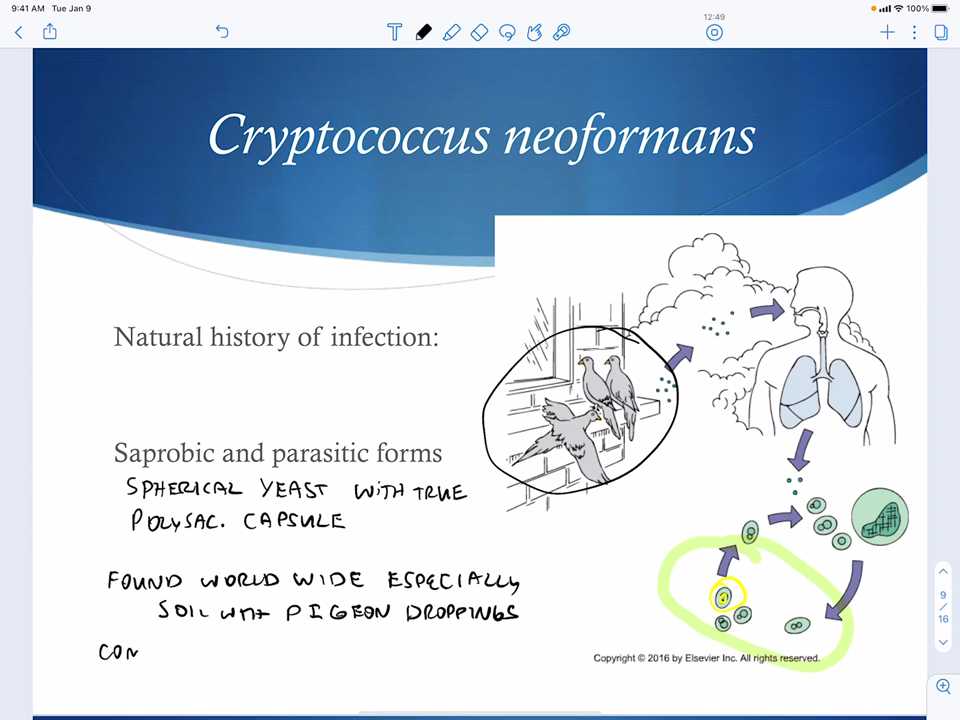 9:41 AM Tue Jan 9
100%
12:49
Cryptococcus neoformans
Natural history of infection:
Saprobic and parasitic forms
SPHERICAL YEAST WITH TRUE
POLYSAC. CAPSULE
FOUND WORLD WIDE ESPECIALLY
SOIL WITH PIGEON DROPPINGS
CON
9
16
Copyright © 2016 by Elsevier Inc. All rights reserved.